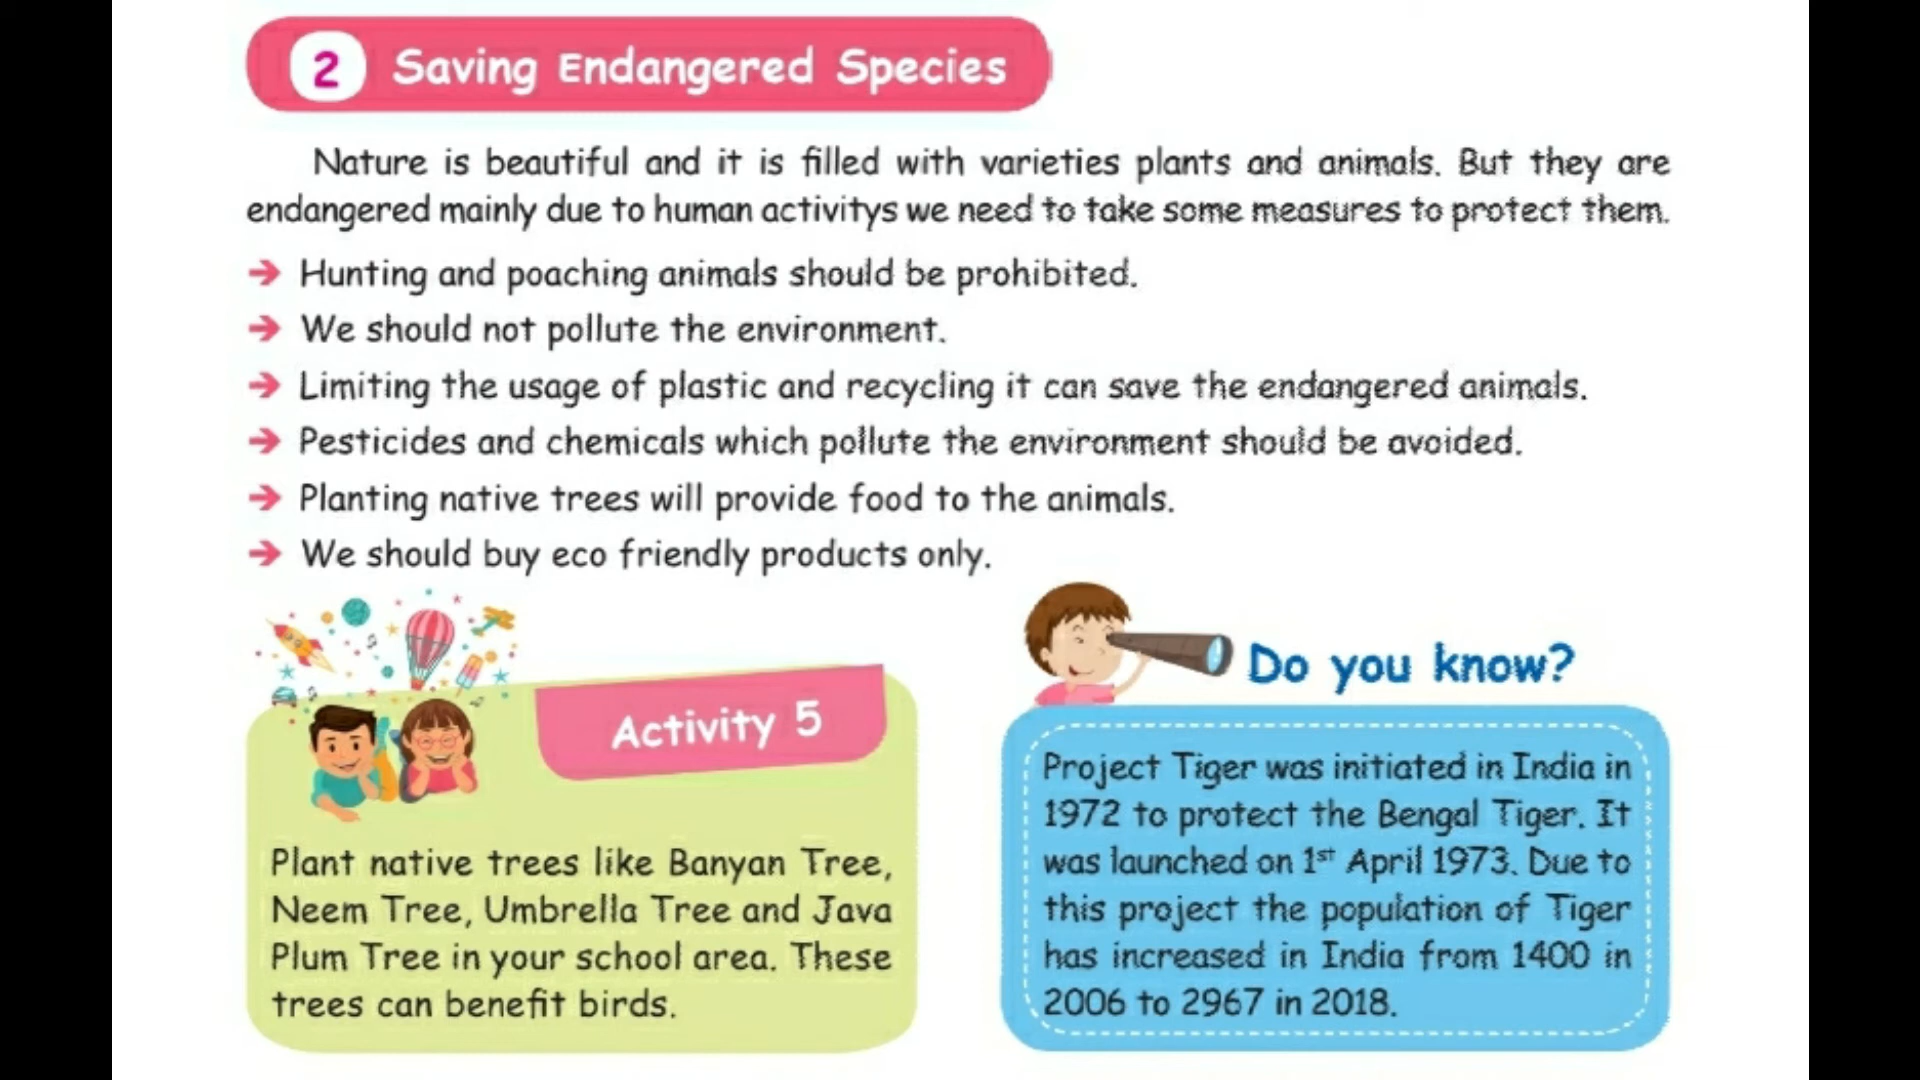 2 Saving Endangered Species
Nature is beautiful and it is filled with varieties plants and animals. But they are
endangered mainly due to human activitys we need to take some measures to protect them.
→ Hunting and poaching animals should be prohibited.
→ We should not pollute the environment.
→ Limiting the usage of plastic and recycling it can save the endangered animals.
→ Pesticides and chemicals which pollute the environment should be avoided.
→ Planting native trees will provide food to the animals.
→ We should buy eco friendly products only.
Activity 5
Plant native trees like Banyan Tree,
Neem Tree, Umbrella Tree and Java
Plum Tree in your school area. These
trees can benefit birds.
Do you know?
Project Tiger was initiated in India in
1972 to protect the Bengal Tiger. It
was launched on 1st April 1973. Due to
this project the population of Tiger
has increased in India from 1400 in
2006 to 2967 in 2018.